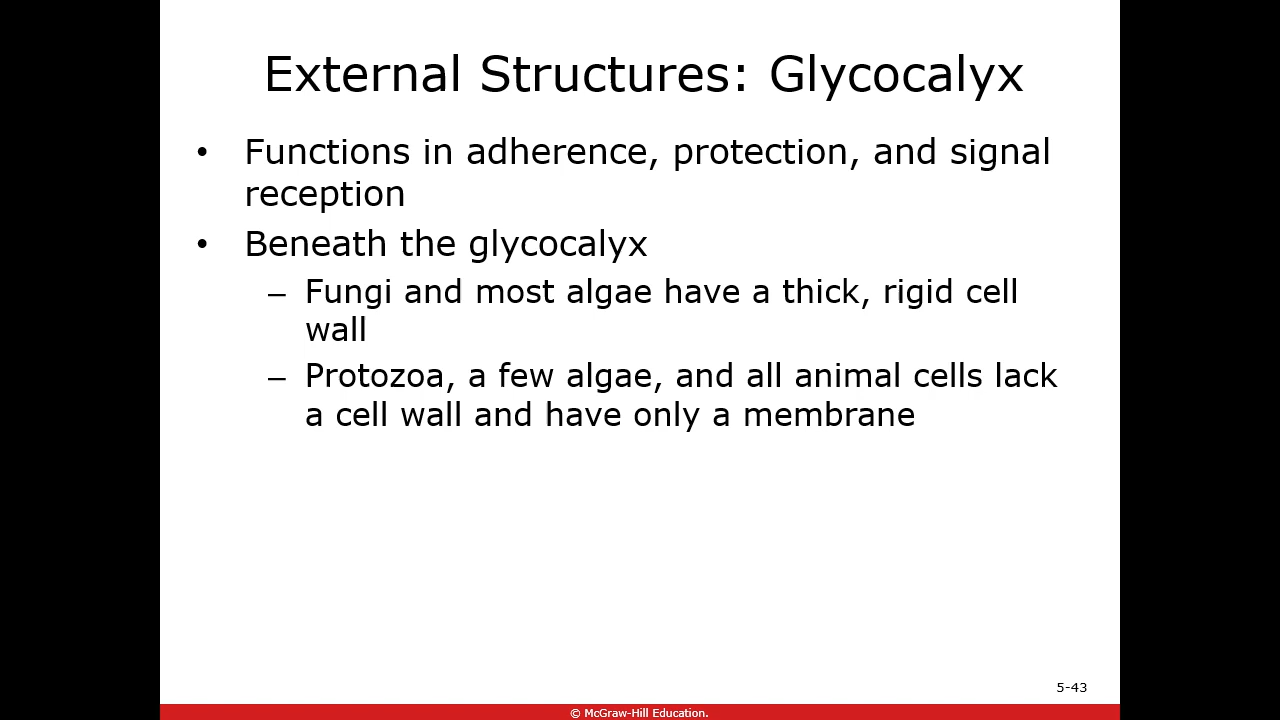 External Structures: Glycocalyx
• Functions in adherence, protection, and signal
reception
• Beneath the glycocalyx
– Fungi and most algae have a thick, rigid cell
wall
– Protozoa, a few algae, and all animal cells lack
a cell wall and have only a membrane
5-43
© McGraw-Hill Education.